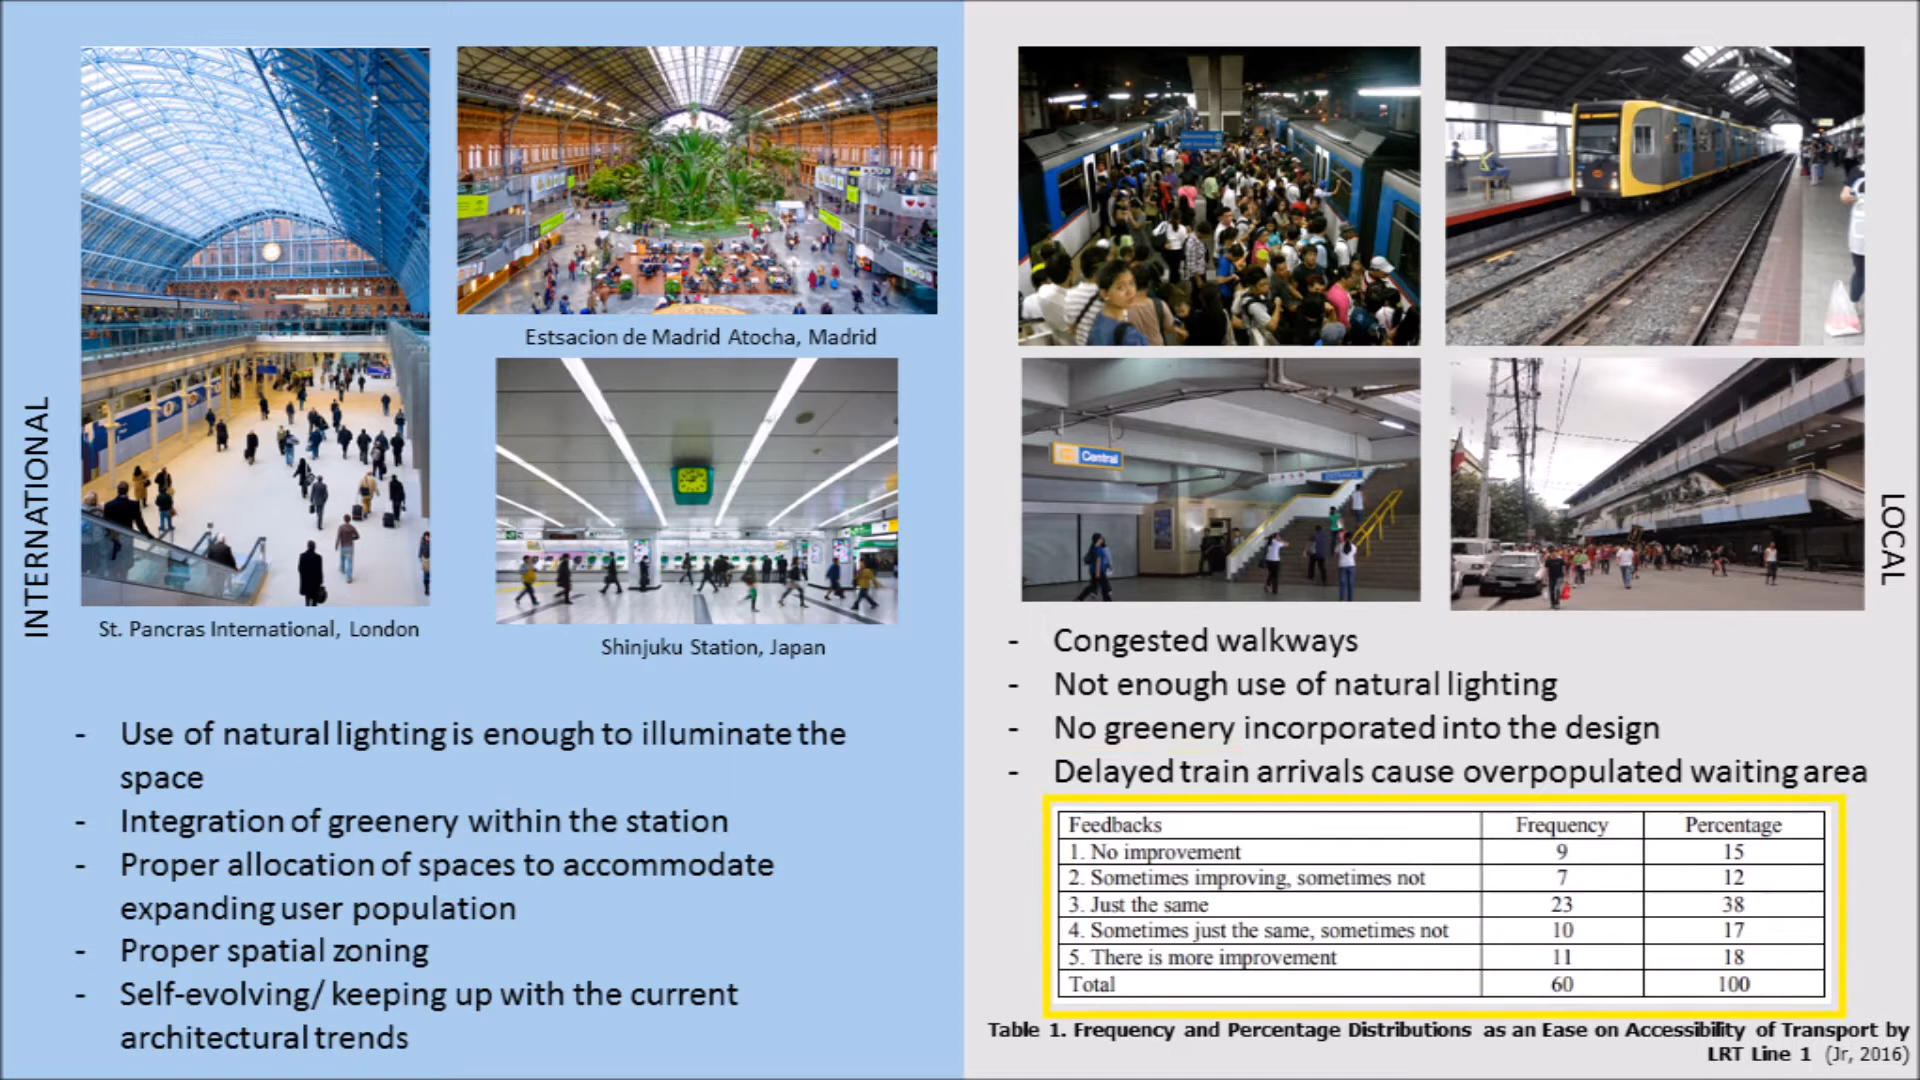 INTERNATIONAL
Estsacion de Madrid Atocha, Madrid
St. Pancras International, London
Shinjuku Station, Japan
- Use of natural lighting is enough to illuminate the
space
- Integration of greenery within the station
- Proper allocation of spaces to accommodate
expanding user population
- Proper spatial zoning
- Self-evolving/ keeping up with the current
architectural trends
LOCAL
Central
- Congested walkways
- Not enough use of natural lighting
- No greenery incorporated into the design
- Delayed train arrivals cause overpopulated waiting area
Feedbacks Frequency Percentage
1. No improvement 9 15
2. Sometimes improving, sometimes not 7 12
3. Just the same 23 38
4. Sometimes just the same, sometimes not 10 17
5. There is more improvement 11 18
Total 60 100
Table 1. Frequency and Percentage Distributions as an Ease on Accessibility of Transport by
LRT Line 1 (Jr, 2016)